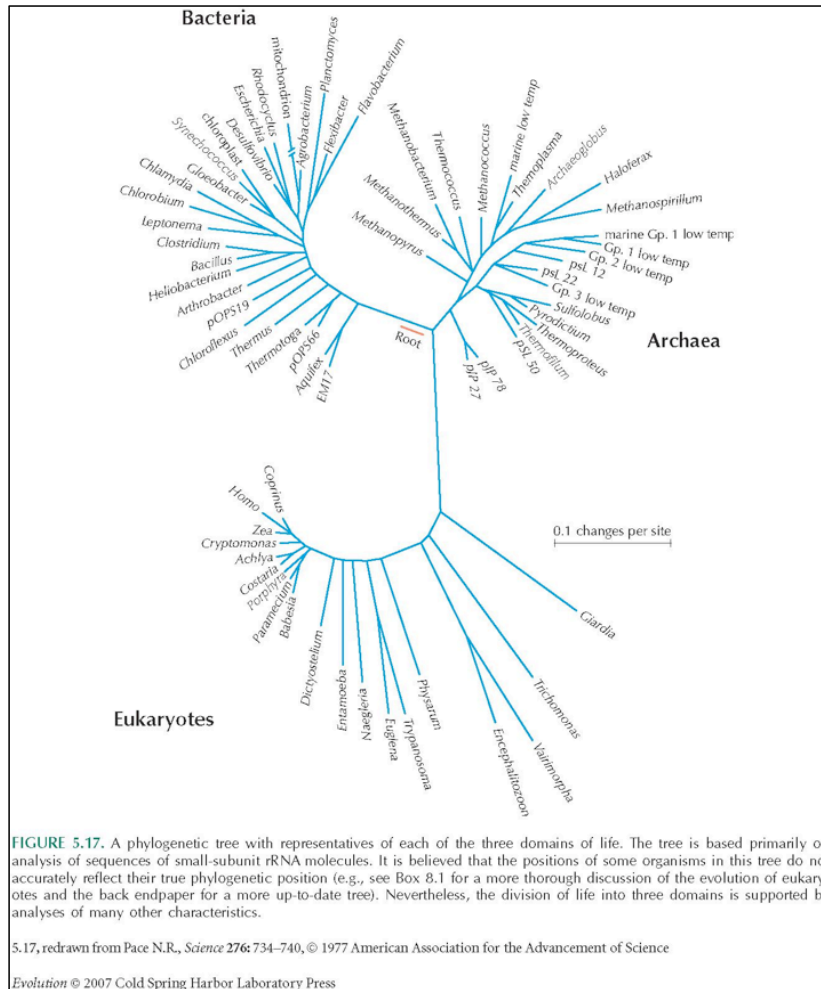 Bacteria
mitochondrion
Rhodocyclus
Escherichia
Desulfovibrio
chloroplast
Synechococcus
Gloeobacter
Chlamydia
Chlorobium
Leptonema
Clostridium
Bacillus
Heliobacterium
Arthrobacter
pOPS19
Chloroflexus
Thermus
Thermotoga
pOPS66
Aquifex
EM17
Agrobacterium
Planctomyces
Flexibacter
Flavobacterium
Root
Archaea
Methanobacterium
Thermococcus
Methanothermus
Methanopyrus
Methanococcus
marine low temp
Thermoplasma
Archaeoglobus
Haloferax
Methanospirillum
marine Gp. 1 low temp
Gp. 1 low temp
Gp. 2 low temp
psL 12
psL 22
Gp. 3 low temp
Sulfolobus
Pyrodictium
Thermoproteus
Thermofilum
pSL 50
pJP 78
pJP 27
0.1 changes per site
Coprinus
Homo
Zea
Cryptomonas
Achlya
Costaria
Porphyra
Paramecium
Babesia
Dictyostelium
Entamoeba
Naegleria
Euglena
Trypanosoma
Physarum
Encephalitozoon
Vairimorpha
Trichomonas
Giardia
Eukaryotes
FIGURE 5.17. A phylogenetic tree with representatives of each of the three domains of life. The tree is based primarily o
analysis of sequences of small-subunit rRNA molecules. It is believed that the positions of some organisms in this tree do no
accurately reflect their true phylogenetic position (e.g., see Box 8.1 for a more thorough discussion of the evolution of eukary
otes and the back endpaper for a more up-to-date tree). Nevertheless, the division of life into three domains is supported b
analyses of many other characteristics.
5.17, redrawn from Pace N.R., Science 276: 734–740, © 1977 American Association for the Advancement of Science
Evolution © 2007 Cold Spring Harbor Laboratory Press